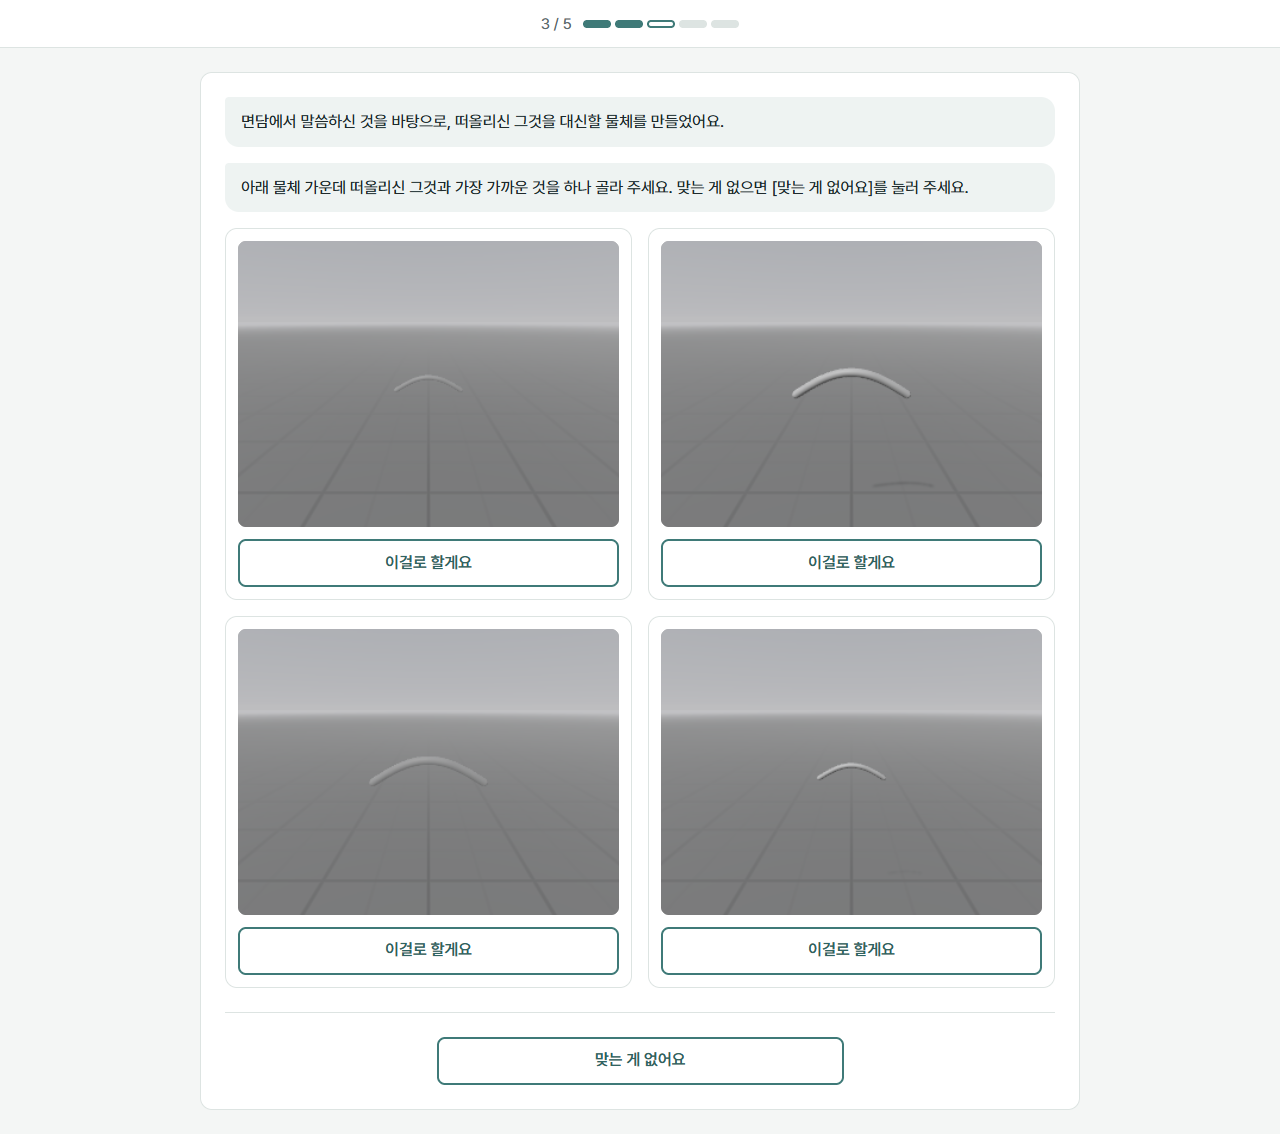 3 / 5
면담에서 말씀하신 것을 바탕으로, 떠올리신 그것을 대신할 물체를 만들었어요.
아래 물체 가운데 떠올리신 그것과 가장 가까운 것을 하나 골라 주세요. 맞는 게 없으면 [맞는 게 없어요]를 눌러 주세요.
이걸로 할게요
이걸로 할게요
이걸로 할게요
이걸로 할게요
맞는 게 없어요